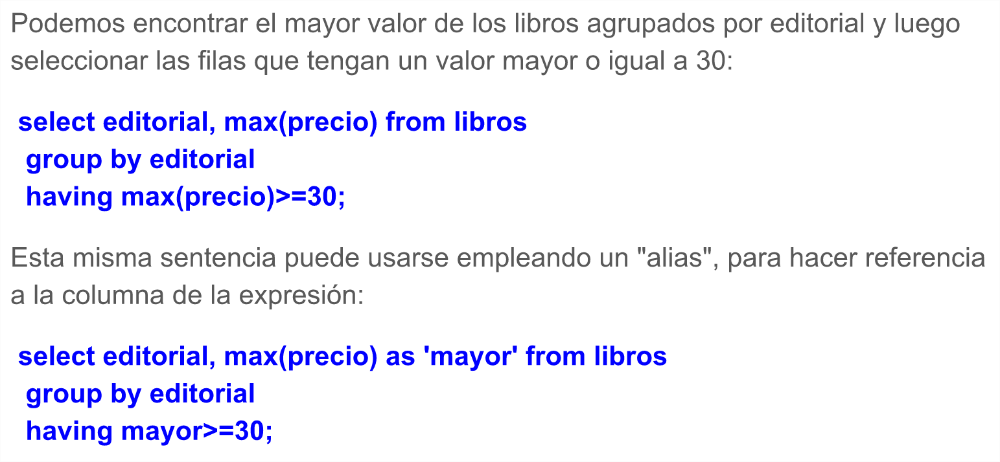 Podemos encontrar el mayor valor de los libros agrupados por editorial y luego
seleccionar las filas que tengan un valor mayor o igual a 30:
select editorial, max(precio) from libros
group by editorial
having max(precio)>=30;
Esta misma sentencia puede usarse empleando un "alias", para hacer referencia
a la columna de la expresión:
select editorial, max(precio) as 'mayor' from libros
group by editorial
having mayor>=30;